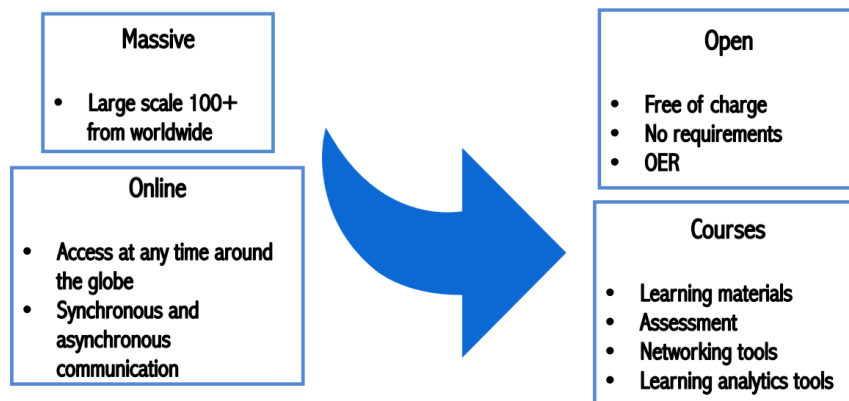 Massive
• Large scale 100+
from worldwide
Online
• Access at any time around
the globe
• Synchronous and
asynchronous
communication
Open
• Free of charge
• No requirements
• OER
Courses
• Learning materials
• Assessment
• Networking tools
• Learning analytics tools